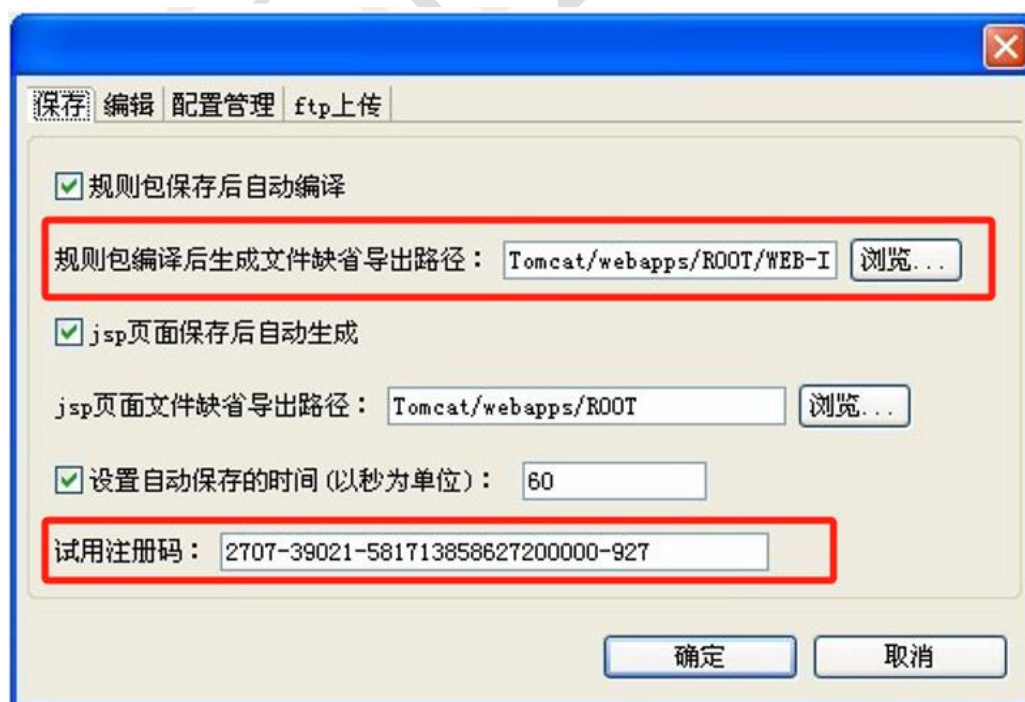 保存 编辑 配置管理 ftp上传
规则包保存后自动编译
规则包编译后生成文件缺省导出路径： Tomcat/webapps/ROOT/WEB-I 浏览...
jsp页面保存后自动生成
jsp页面文件缺省导出路径： Tomcat/webapps/ROOT 浏览...
设置自动保存的时间(以秒为单位)： 60
试用注册码： 2707-39021-581713858627200000-927
确定 取消